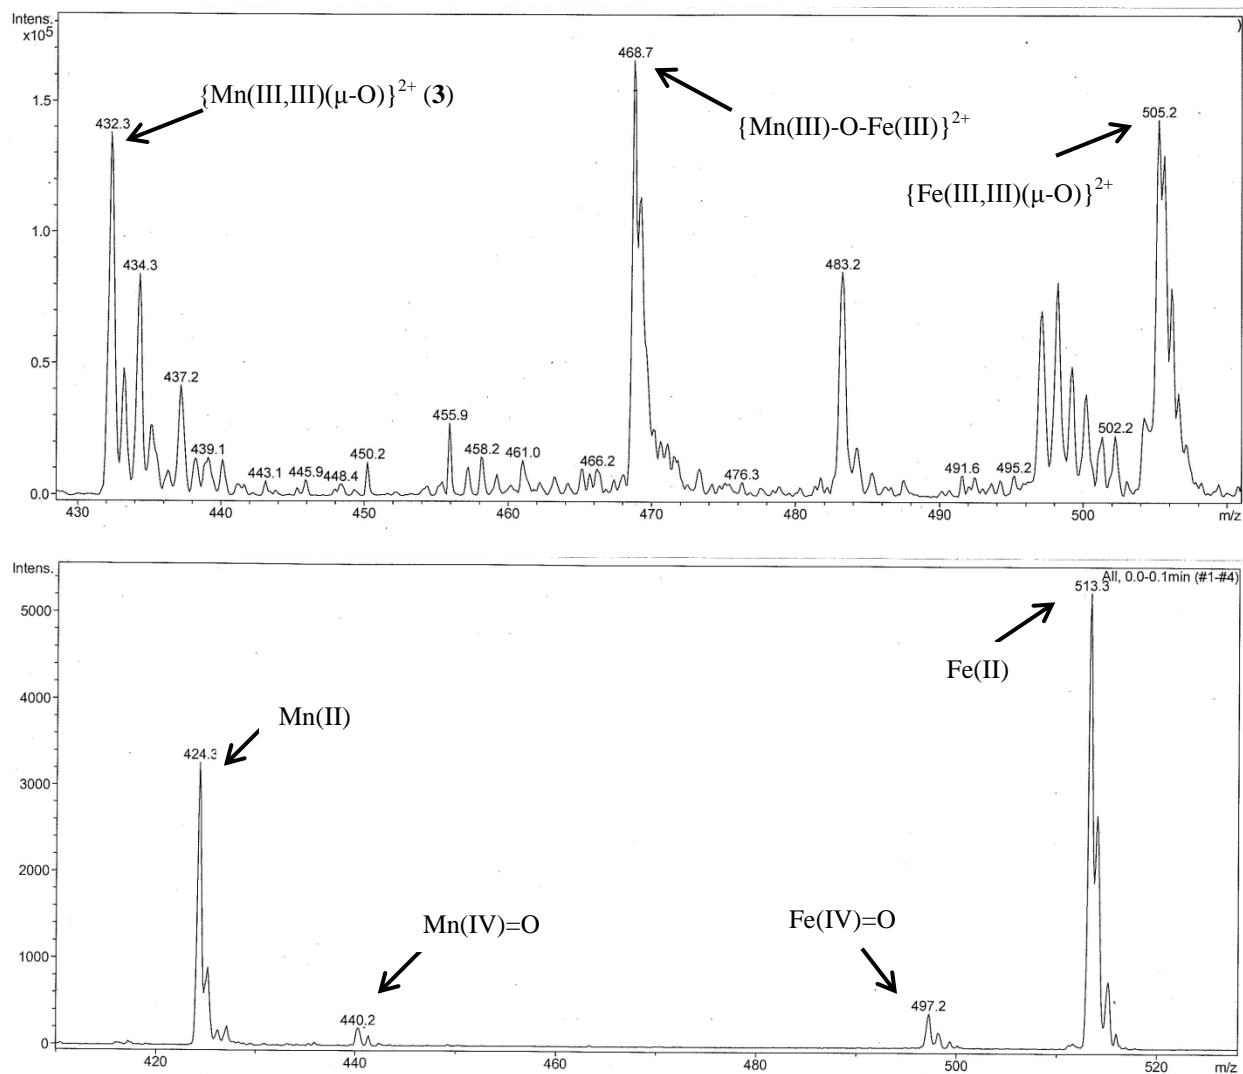 Intens.
x10⁵
)
468.7
{Mn(III,III)(μ-O)}²⁺ (3)
1.5
432.3
505.2
{Mn(III)-O-Fe(III)}²⁺
{Fe(III,III)(μ-O)}²⁺
1.0
434.3
483.2
0.5
437.2
455.9
439.1
443.1
445.9
448.4
450.2
458.2
461.0
466.2
476.3
491.6
495.2
502.2
0.0
430 440 450 460 470 480 490 500 m/z
Intens.
All, 0.0-0.1min (#1-#4)
513.3
5000
Fe(II)
4000
Mn(II)
424.3
3000
2000
Mn(IV)=O
Fe(IV)=O
1000
440.2
497.2
0
420 440 460 480 500 520 m/z